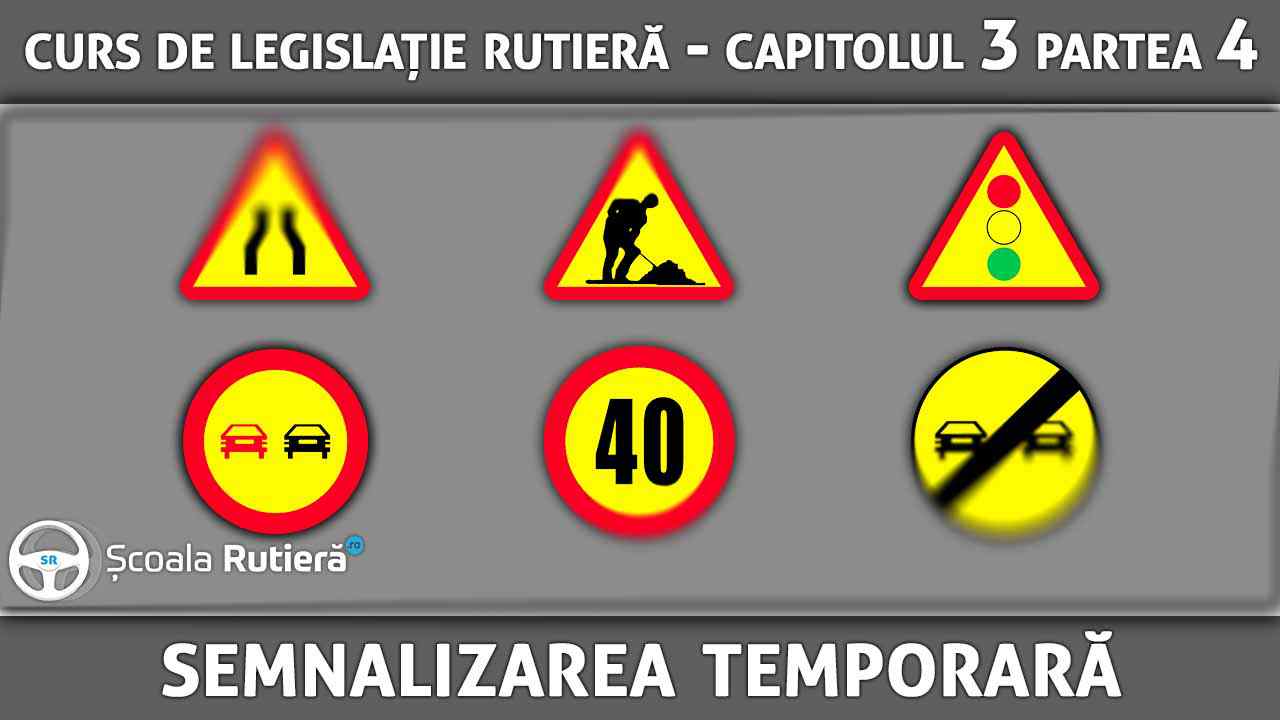 CURS DE LEGISLAȚIE RUTIERĂ - CAPITOLUL 3 PARTEA 4
40
SR
Școala Rutieră.ro
SEMNALIZAREA TEMPORARĂ